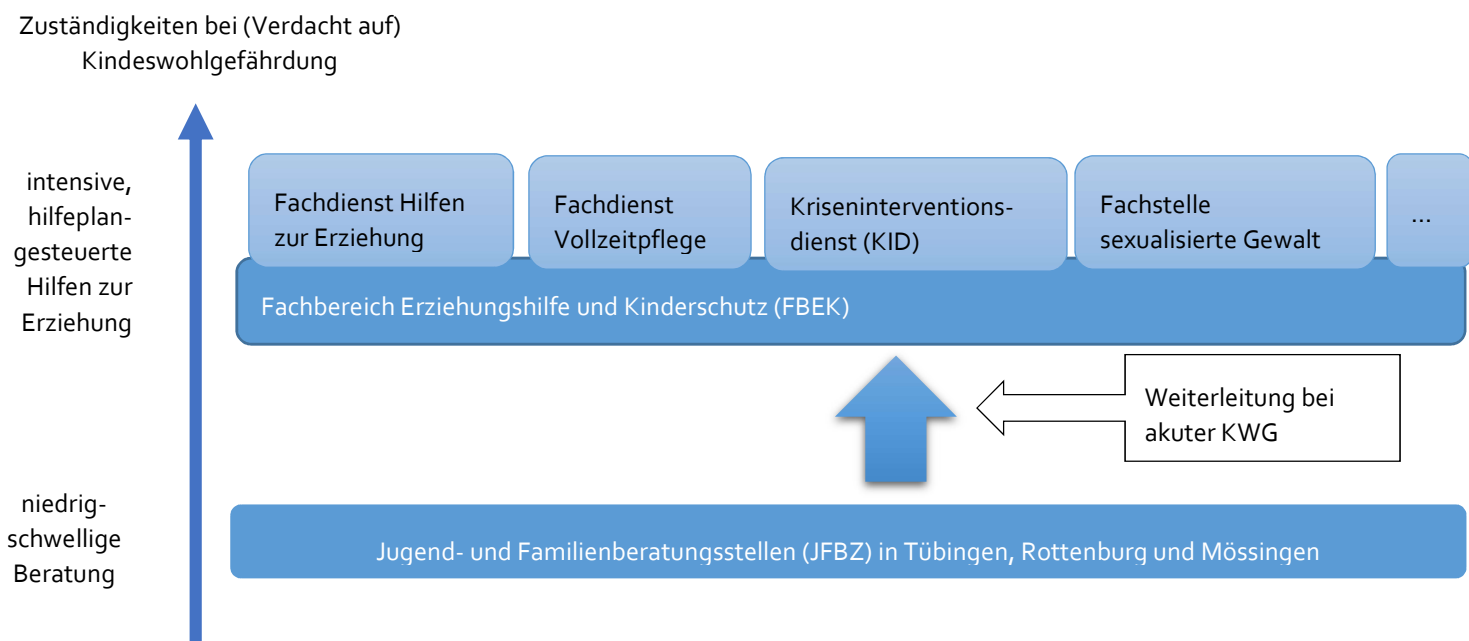 Zuständigkeiten bei (Verdacht auf)
Kindeswohlgefährdung
intensive,
hilfeplan-
gesteuerte
Hilfen zur
Erziehung
Fachdienst Hilfen
zur Erziehung
Fachdienst
Vollzeitpflege
Kriseninterventions-
dienst (KID)
Fachstelle
sexualisierte Gewalt
...
Fachbereich Erziehungshilfe und Kinderschutz (FBEK)
Weiterleitung bei
akuter KWG
niedrig-
schwellige
Beratung
Jugend- und Familienberatungsstellen (JFBZ) in Tübingen, Rottenburg und Mössingen